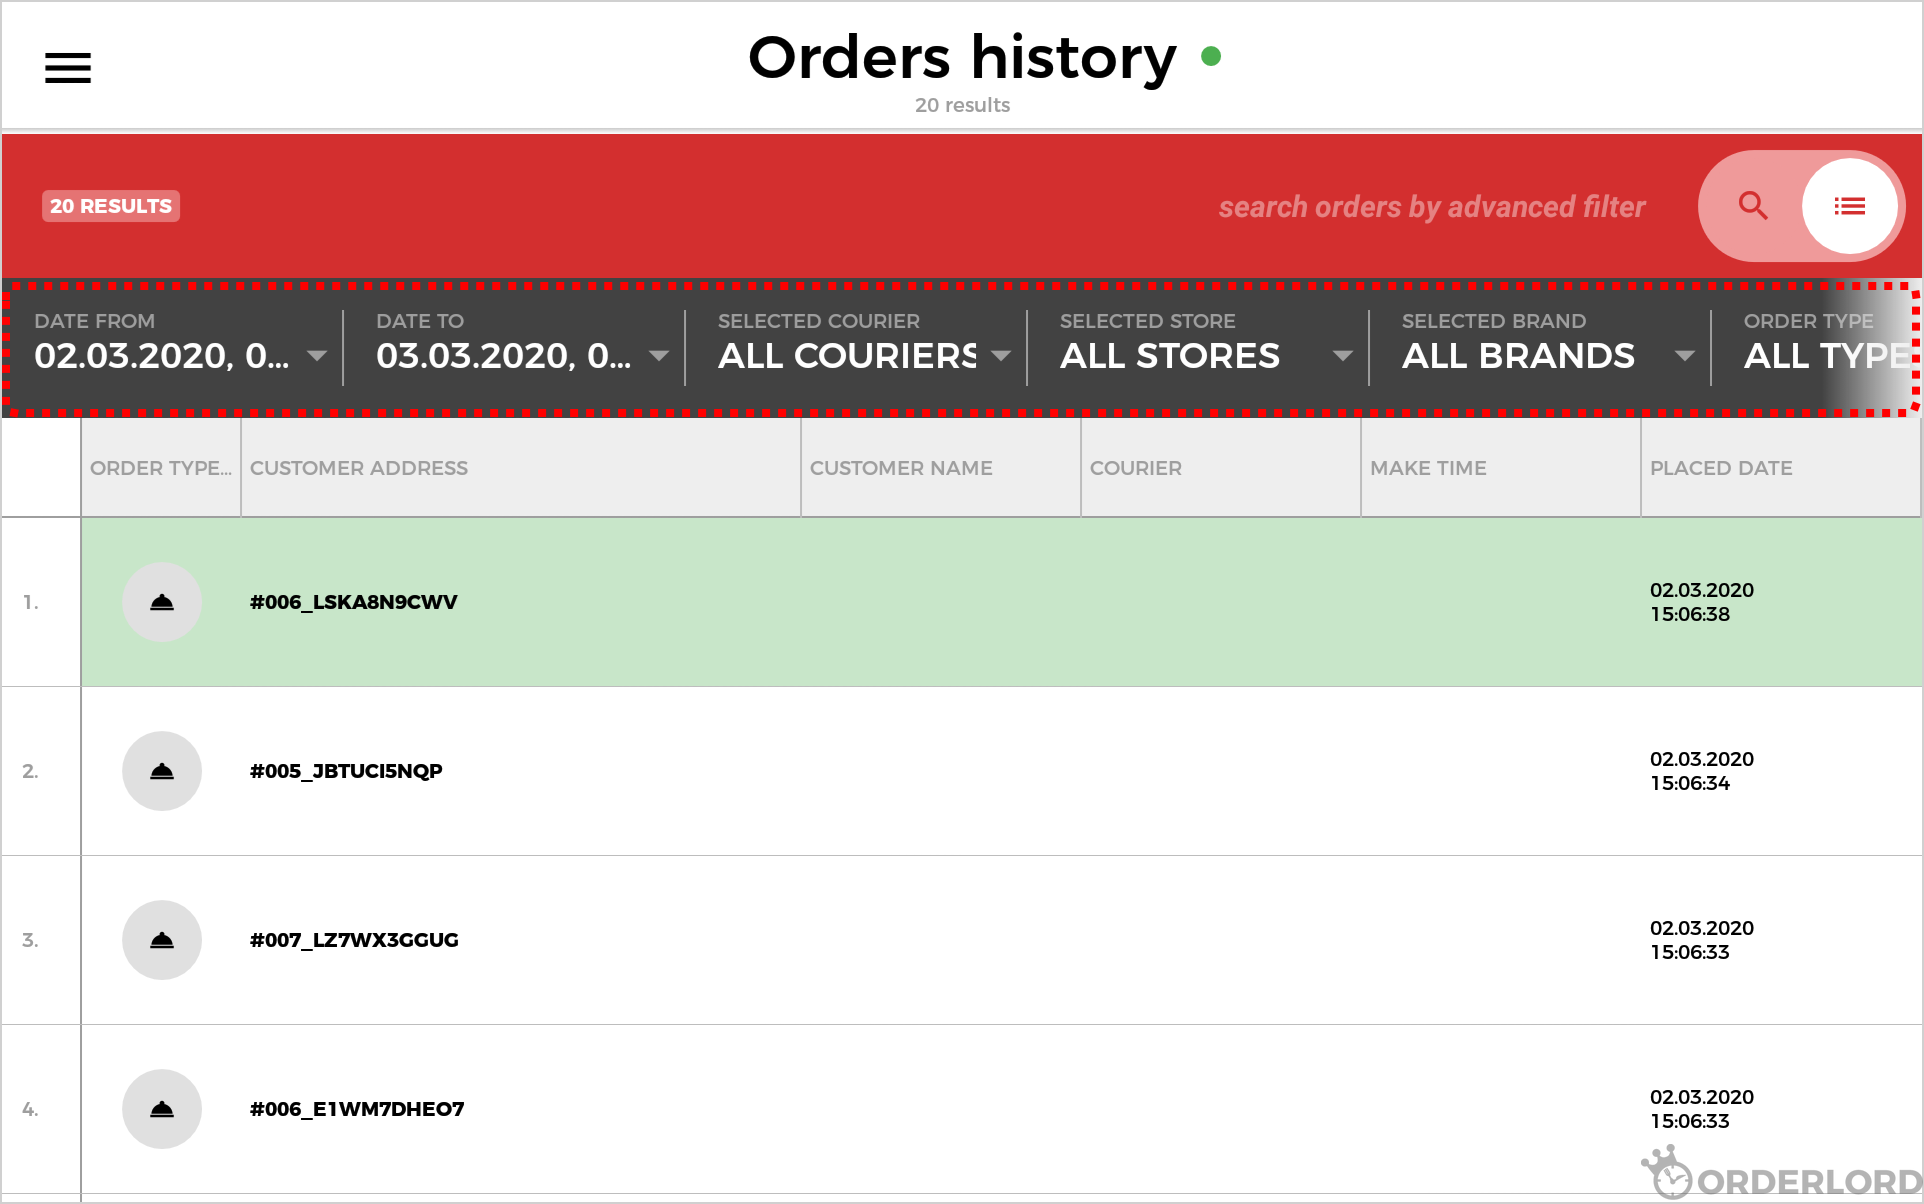 Orders history
20 results
20 RESULTS
search orders by advanced filter
DATE FROM
02.03.2020, 0...
DATE TO
03.03.2020, 0...
SELECTED COURIER
ALL COURIERS
SELECTED STORE
ALL STORES
SELECTED BRAND
ALL BRANDS
ORDER TYPE
ALL TYPE
ORDER TYPE... CUSTOMER ADDRESS CUSTOMER NAME COURIER MAKE TIME PLACED DATE
1. #006_LSKA8N9CWV 02.03.2020
15:06:38
2. #005_JBTUCI5NQP 02.03.2020
15:06:34
3. #007_LZ7WX3GGUG 02.03.2020
15:06:33
4. #006_E1WM7DHEO7 02.03.2020
15:06:33
ORDERLORD